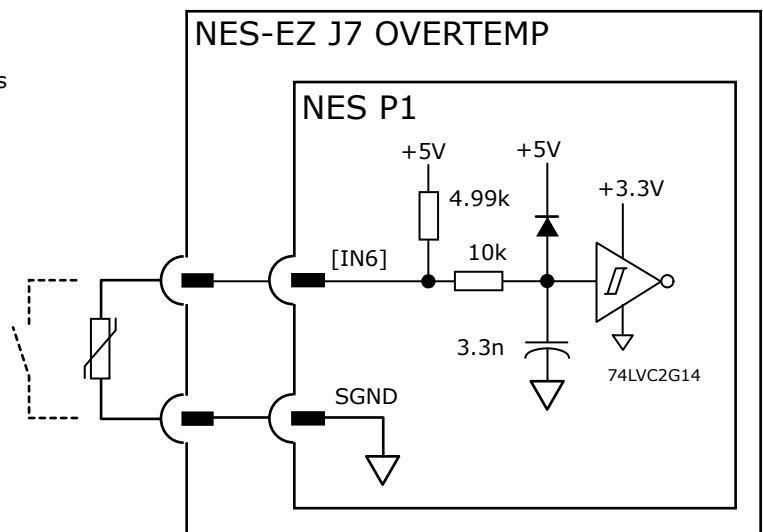 NES-EZ J7 OVERTEMP
s
NES P1
+5V
+5V
+3.3V
4.99k
[IN6]
10k
3.3n
74LVC2G14
SGND